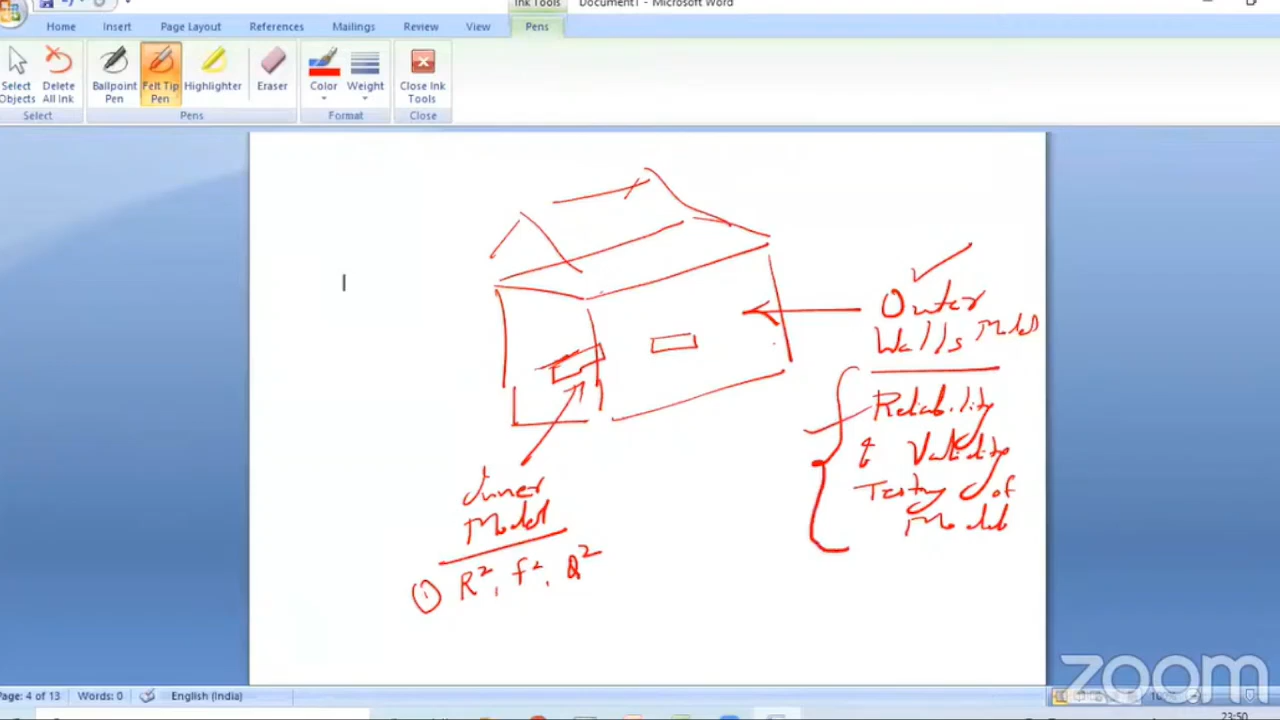 Ink Tools
Document1 - Microsoft Word
Home Insert Page Layout References Mailings Review View Pens
Select Objects
Delete All Ink
Ballpoint Pen
Felt Tip Pen
Highlighter
Eraser
Color
Weight
Close Ink Tools
Select
Pens
Format
Close
Outer
Walls Model
Reliability
& Validity
Testing of
Model
Inner
Model
① R², f², Q²
zoom
Page: 4 of 13 Words: 0 English (India)
23:50